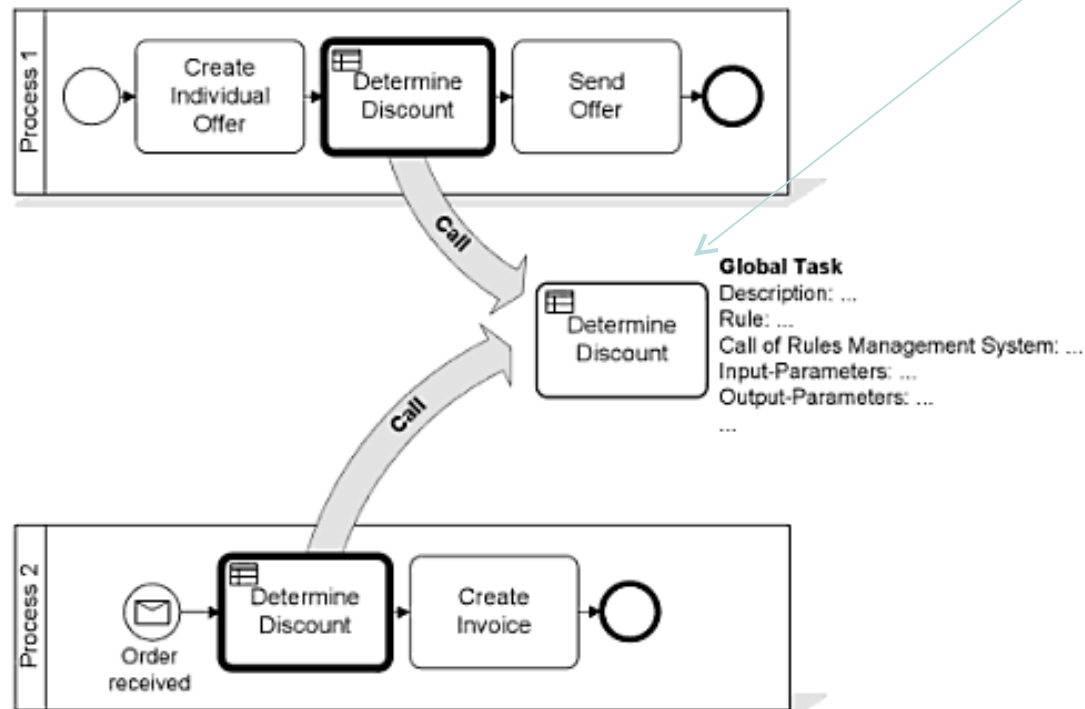 Process 1
Create
Individual
Offer
Determine
Discount
Send
Offer
Call
Global Task
Description: ...
Rule: ...
Call of Rules Management System: ...
Input-Parameters: ...
Output-Parameters: ...
...
Determine
Discount
Call
Process 2
Order
received
Determine
Discount
Create
Invoice